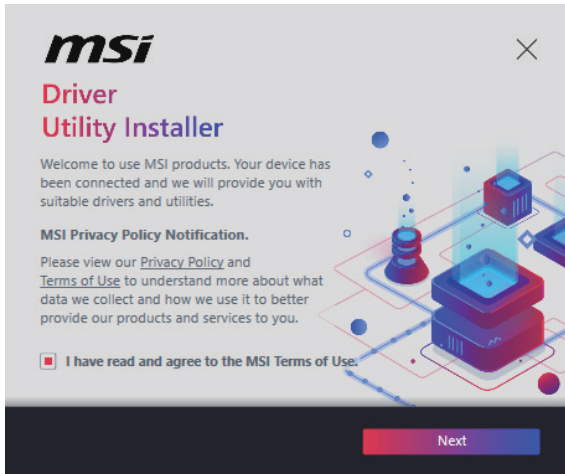 msi
Driver
Utility Installer
Welcome to use MSI products. Your device has
been connected and we will provide you with
suitable drivers and utilities.
MSI Privacy Policy Notification.
Please view our Privacy Policy and
Terms of Use to understand more about what
data we collect and how we use it to better
provide our products and services to you.
I have read and agree to the MSI Terms of Use.
Next